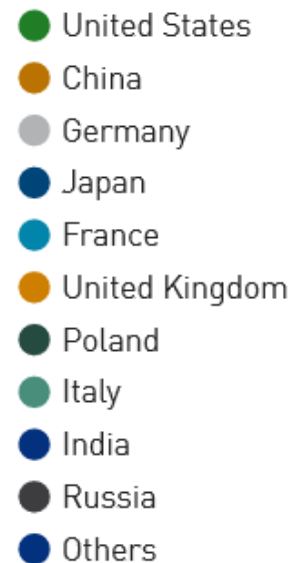 United States
China
Germany
Japan
France
United Kingdom
Poland
Italy
India
Russia
Others